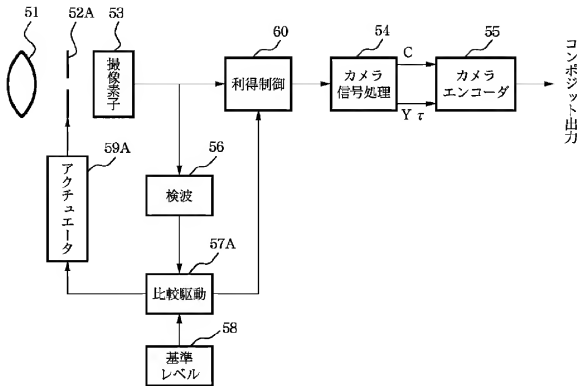 51
52A
53
60
54
55
撮像素子
利得制御
カメラ
信号処理
C
Yτ
カメラ
エンコーダ
コンポジット出力
59A
アクチュエータ
56
検波
57A
比較駆動
58
基準
レベル